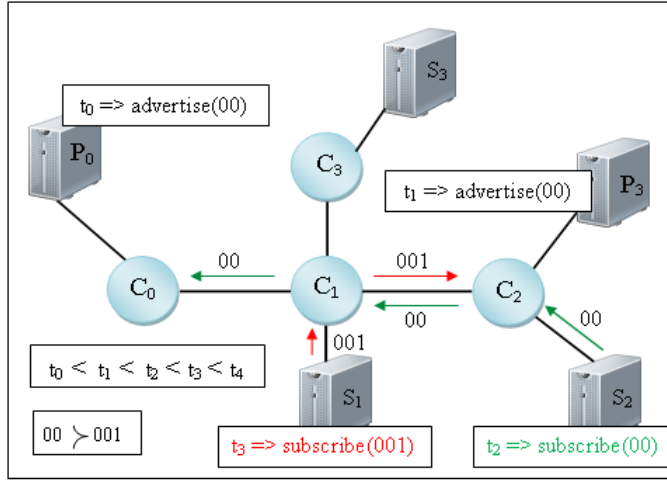 S₃
t₀ => advertise(00)
P₀
C₃
P₃
t₁ => advertise(00)
00
001
C₀
C₁
C₂
00
00
001
t₀ < t₁ < t₂ < t₃ < t₄
S₁
S₂
00 ≻ 001
t₃ => subscribe(001)
t₂ => subscribe(00)